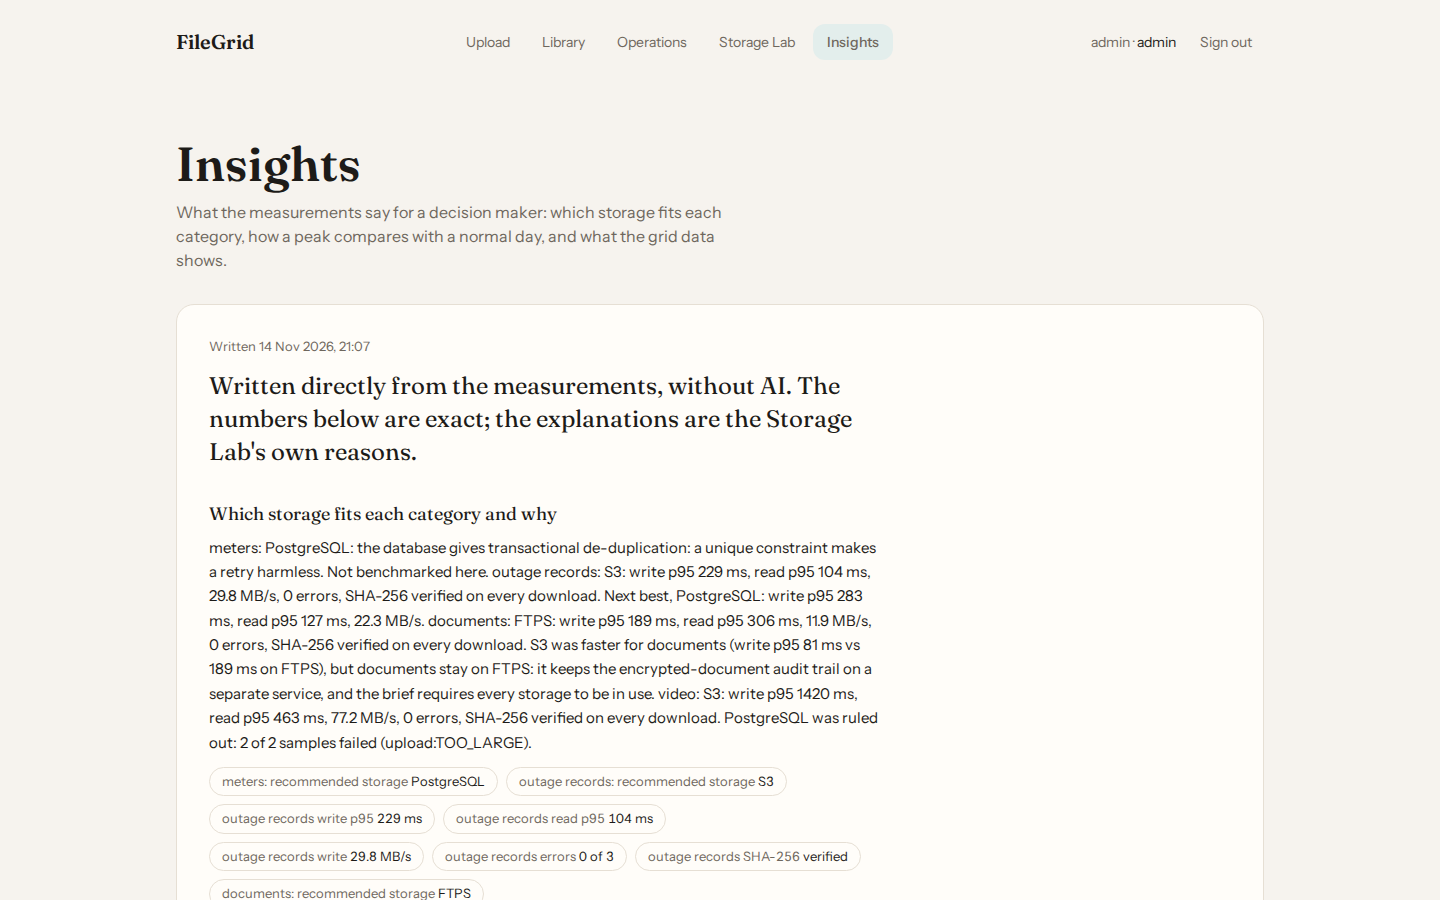 FileGrid
Upload
Library
Operations
Storage Lab
Insights
admin · admin
Sign out
Insights
What the measurements say for a decision maker: which storage fits each
category, how a peak compares with a normal day, and what the grid data
shows.
Written 14 Nov 2026, 21:07
Written directly from the measurements, without AI. The
numbers below are exact; the explanations are the Storage
Lab's own reasons.
Which storage fits each category and why
meters: PostgreSQL: the database gives transactional de-duplication: a unique constraint makes
a retry harmless. Not benchmarked here. outage records: S3: write p95 229 ms, read p95 104 ms,
29.8 MB/s, 0 errors, SHA-256 verified on every download. Next best, PostgreSQL: write p95 283
ms, read p95 127 ms, 22.3 MB/s. documents: FTPS: write p95 189 ms, read p95 306 ms, 11.9 MB/s,
0 errors, SHA-256 verified on every download. S3 was faster for documents (write p95 81 ms vs
189 ms on FTPS), but documents stay on FTPS: it keeps the encrypted-document audit trail on a
separate service, and the brief requires every storage to be in use. video: S3: write p95 1420 ms,
read p95 463 ms, 77.2 MB/s, 0 errors, SHA-256 verified on every download. PostgreSQL was ruled
out: 2 of 2 samples failed (upload:TOO_LARGE).
meters: recommended storage PostgreSQL
outage records: recommended storage S3
outage records write p95 229 ms
outage records read p95 104 ms
outage records write 29.8 MB/s
outage records errors 0 of 3
outage records SHA-256 verified
documents: recommended storage FTPS